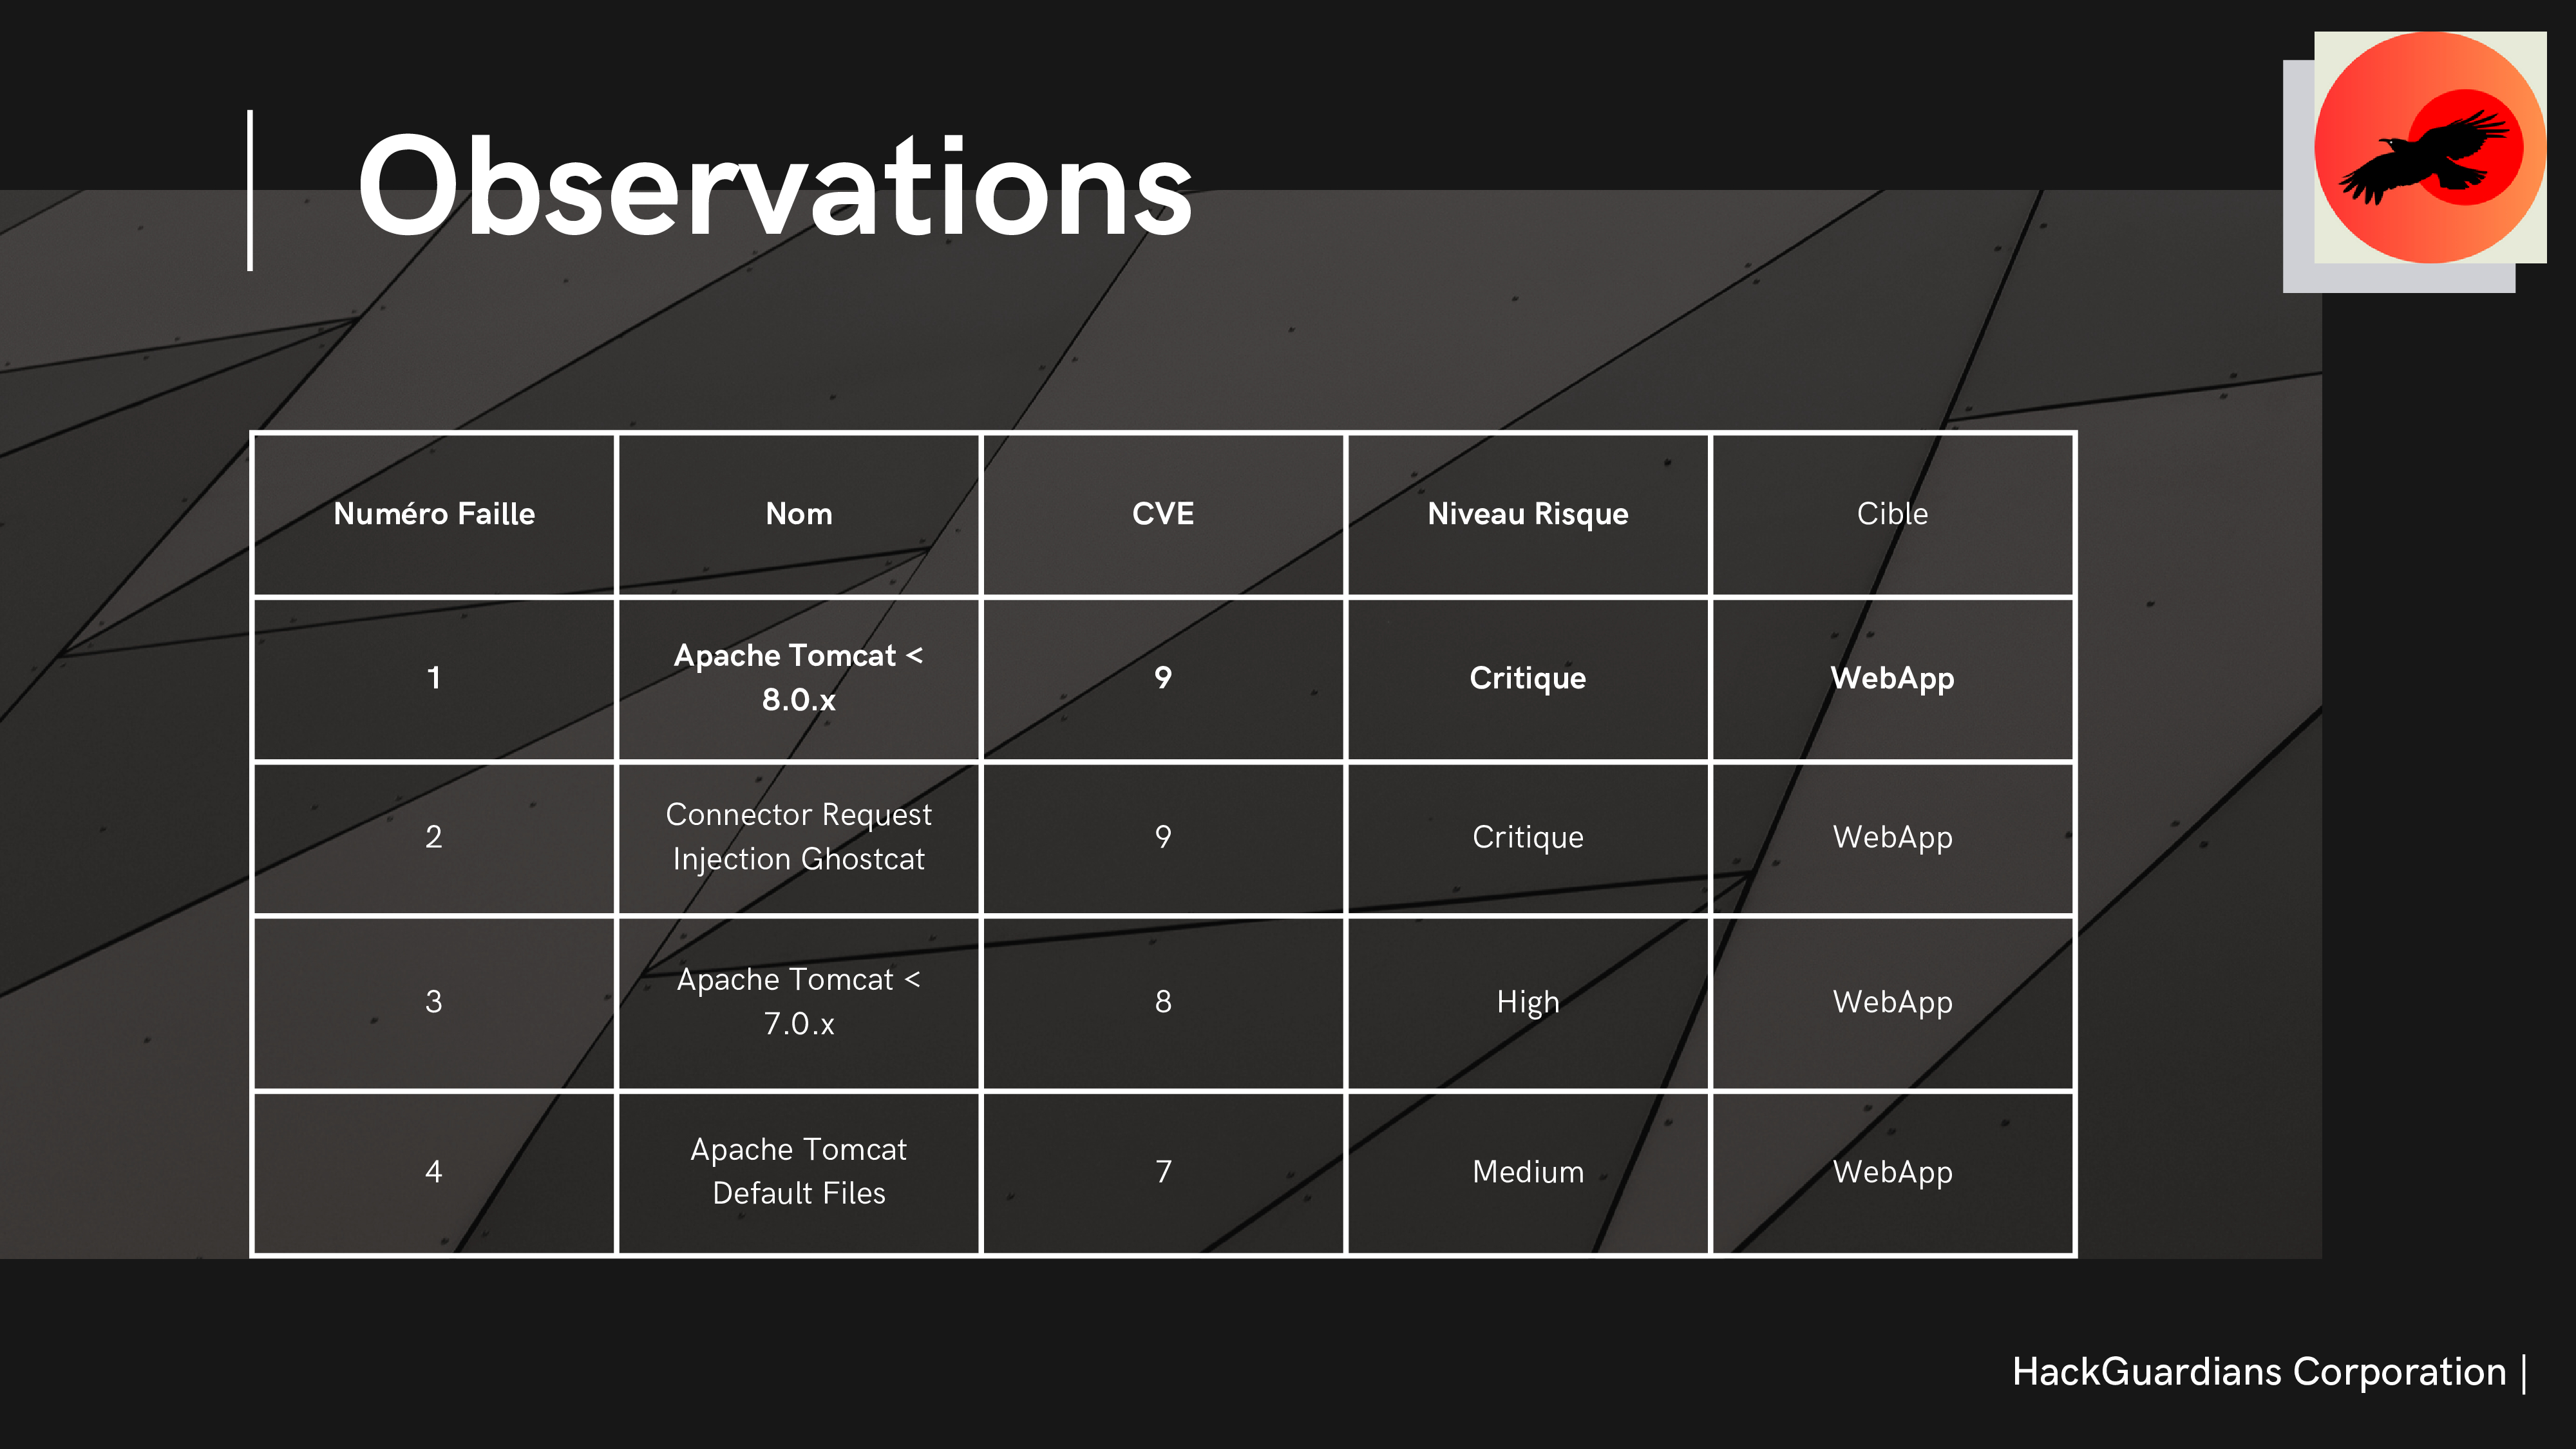 Observations
Numéro Faille
Nom
CVE
Niveau Risque
Cible
1
Apache Tomcat <
8.0.x
9
Critique
WebApp
2
Connector Request
Injection Ghostcat
9
Critique
WebApp
3
Apache Tomcat <
7.0.x
8
High
WebApp
4
Apache Tomcat
Default Files
7
Medium
WebApp
HackGuardians Corporation |